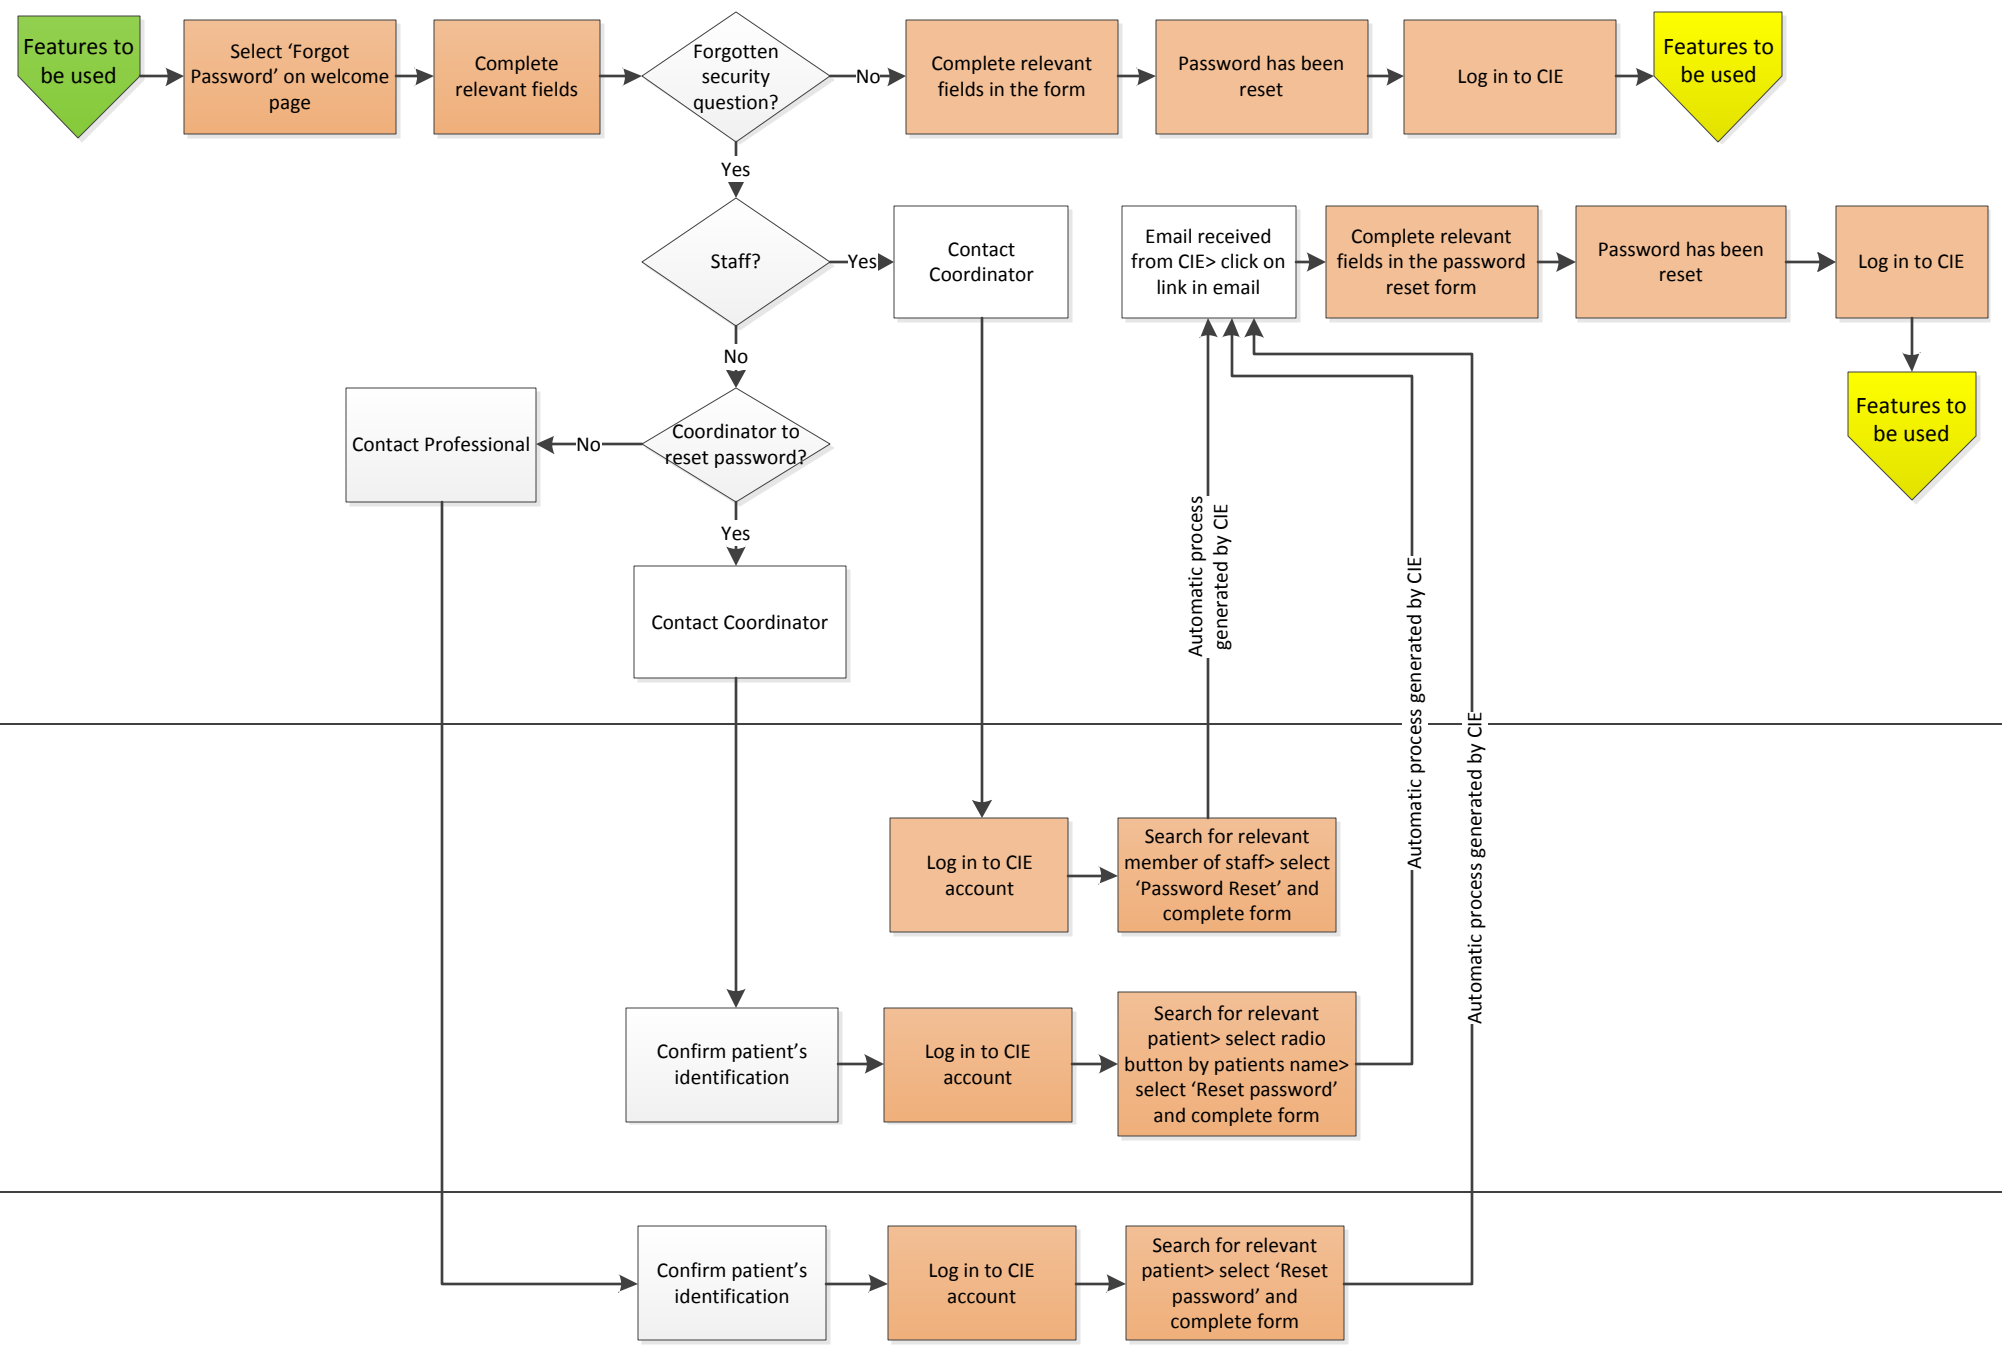 Features to
be used
Select ‘Forgot
Password’ on welcome
page
Complete
relevant fields
Forgotten
security
question?
No
Complete relevant
fields in the form
Password has been
reset
Log in to CIE
Features to
be used
Yes
Staff?
Yes
Contact
Coordinator
Email received
from CIE> click on
link in email
Complete relevant
fields in the password
reset form
Password has been
reset
Log in to CIE
Features to
be used
No
Coordinator to
reset password?
No
Contact Professional
Yes
Contact Coordinator
Automatic process
generated by CIE
Automatic process generated by CIE
Automatic process generated by CIE
Log in to CIE
account
Search for relevant
member of staff> select
‘Password Reset’ and
complete form
Confirm patient’s
identification
Log in to CIE
account
Search for relevant
patient> select radio
button by patients name>
select ‘Reset password’
and complete form
Confirm patient’s
identification
Log in to CIE
account
Search for relevant
patient> select ‘Reset
password’ and
complete form